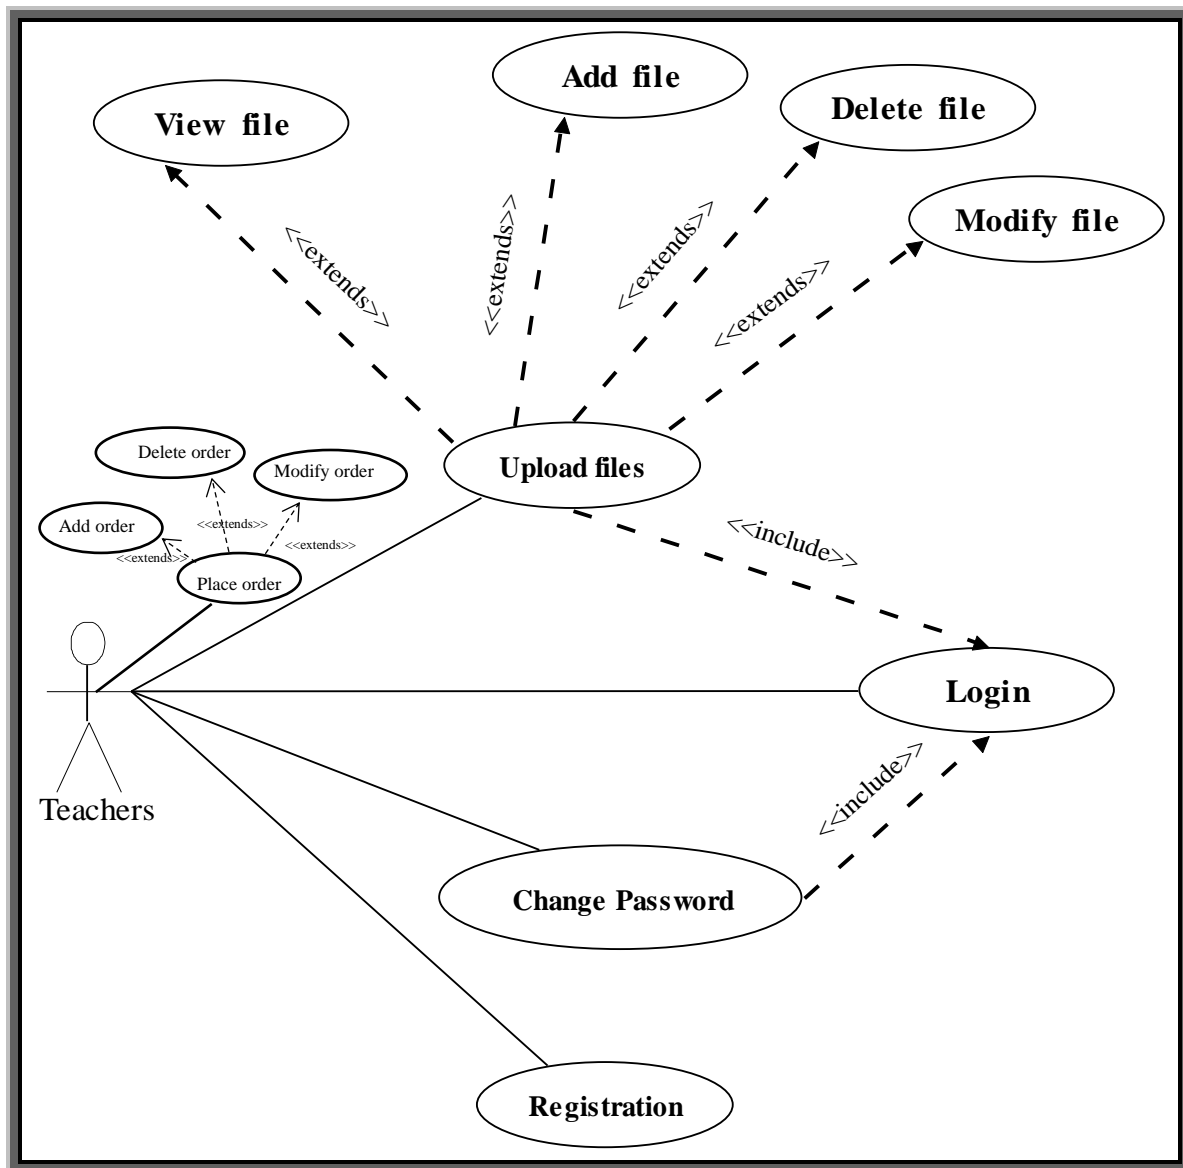 Add file
View file
Delete file
Modify file
<<extends>>
<<extends>>
<<extends>>
<<extends>>
Delete order
Modify order
Upload files
Add order
<<extends>>
<<extends>>
<<extends>>
Place order
<<include>>
Login
Teachers
<<include>>
Change Password
Registration